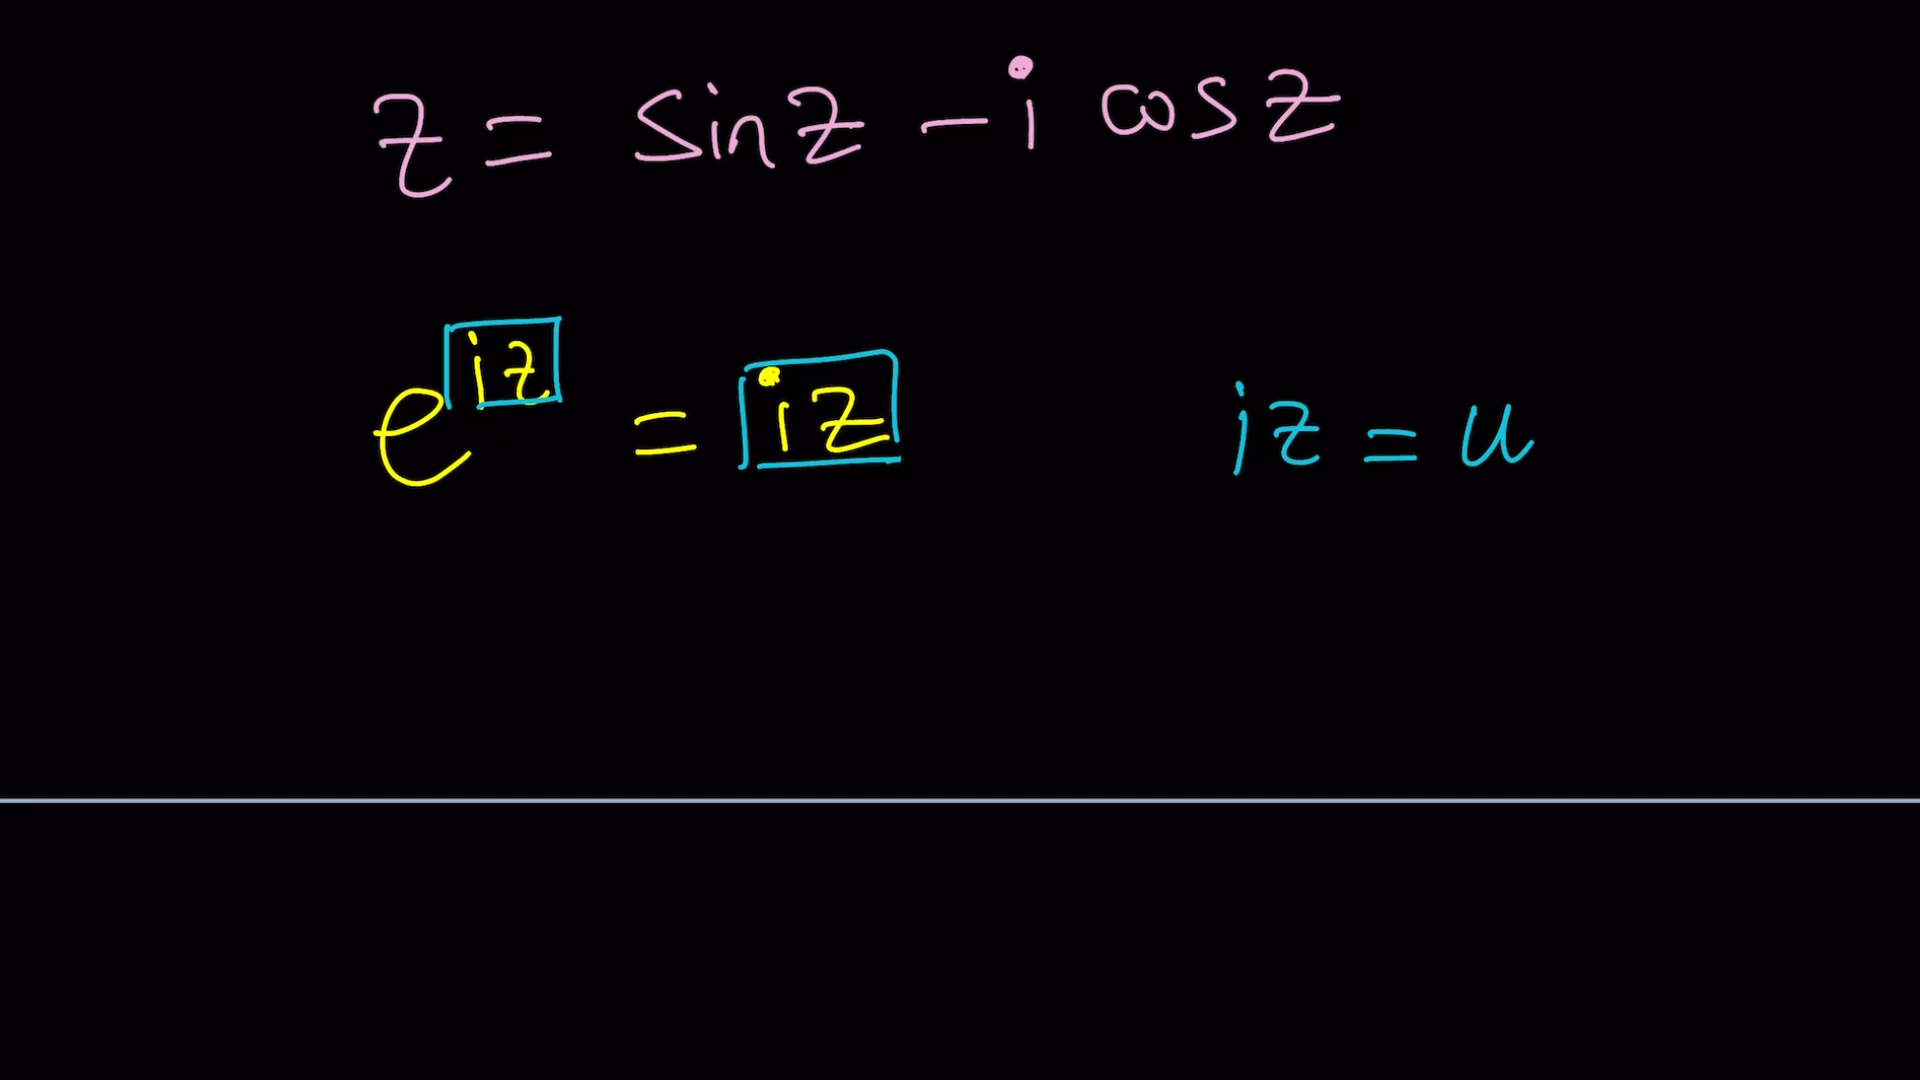 z = sin z - i cos z
e^{iz} = iz    iz = u